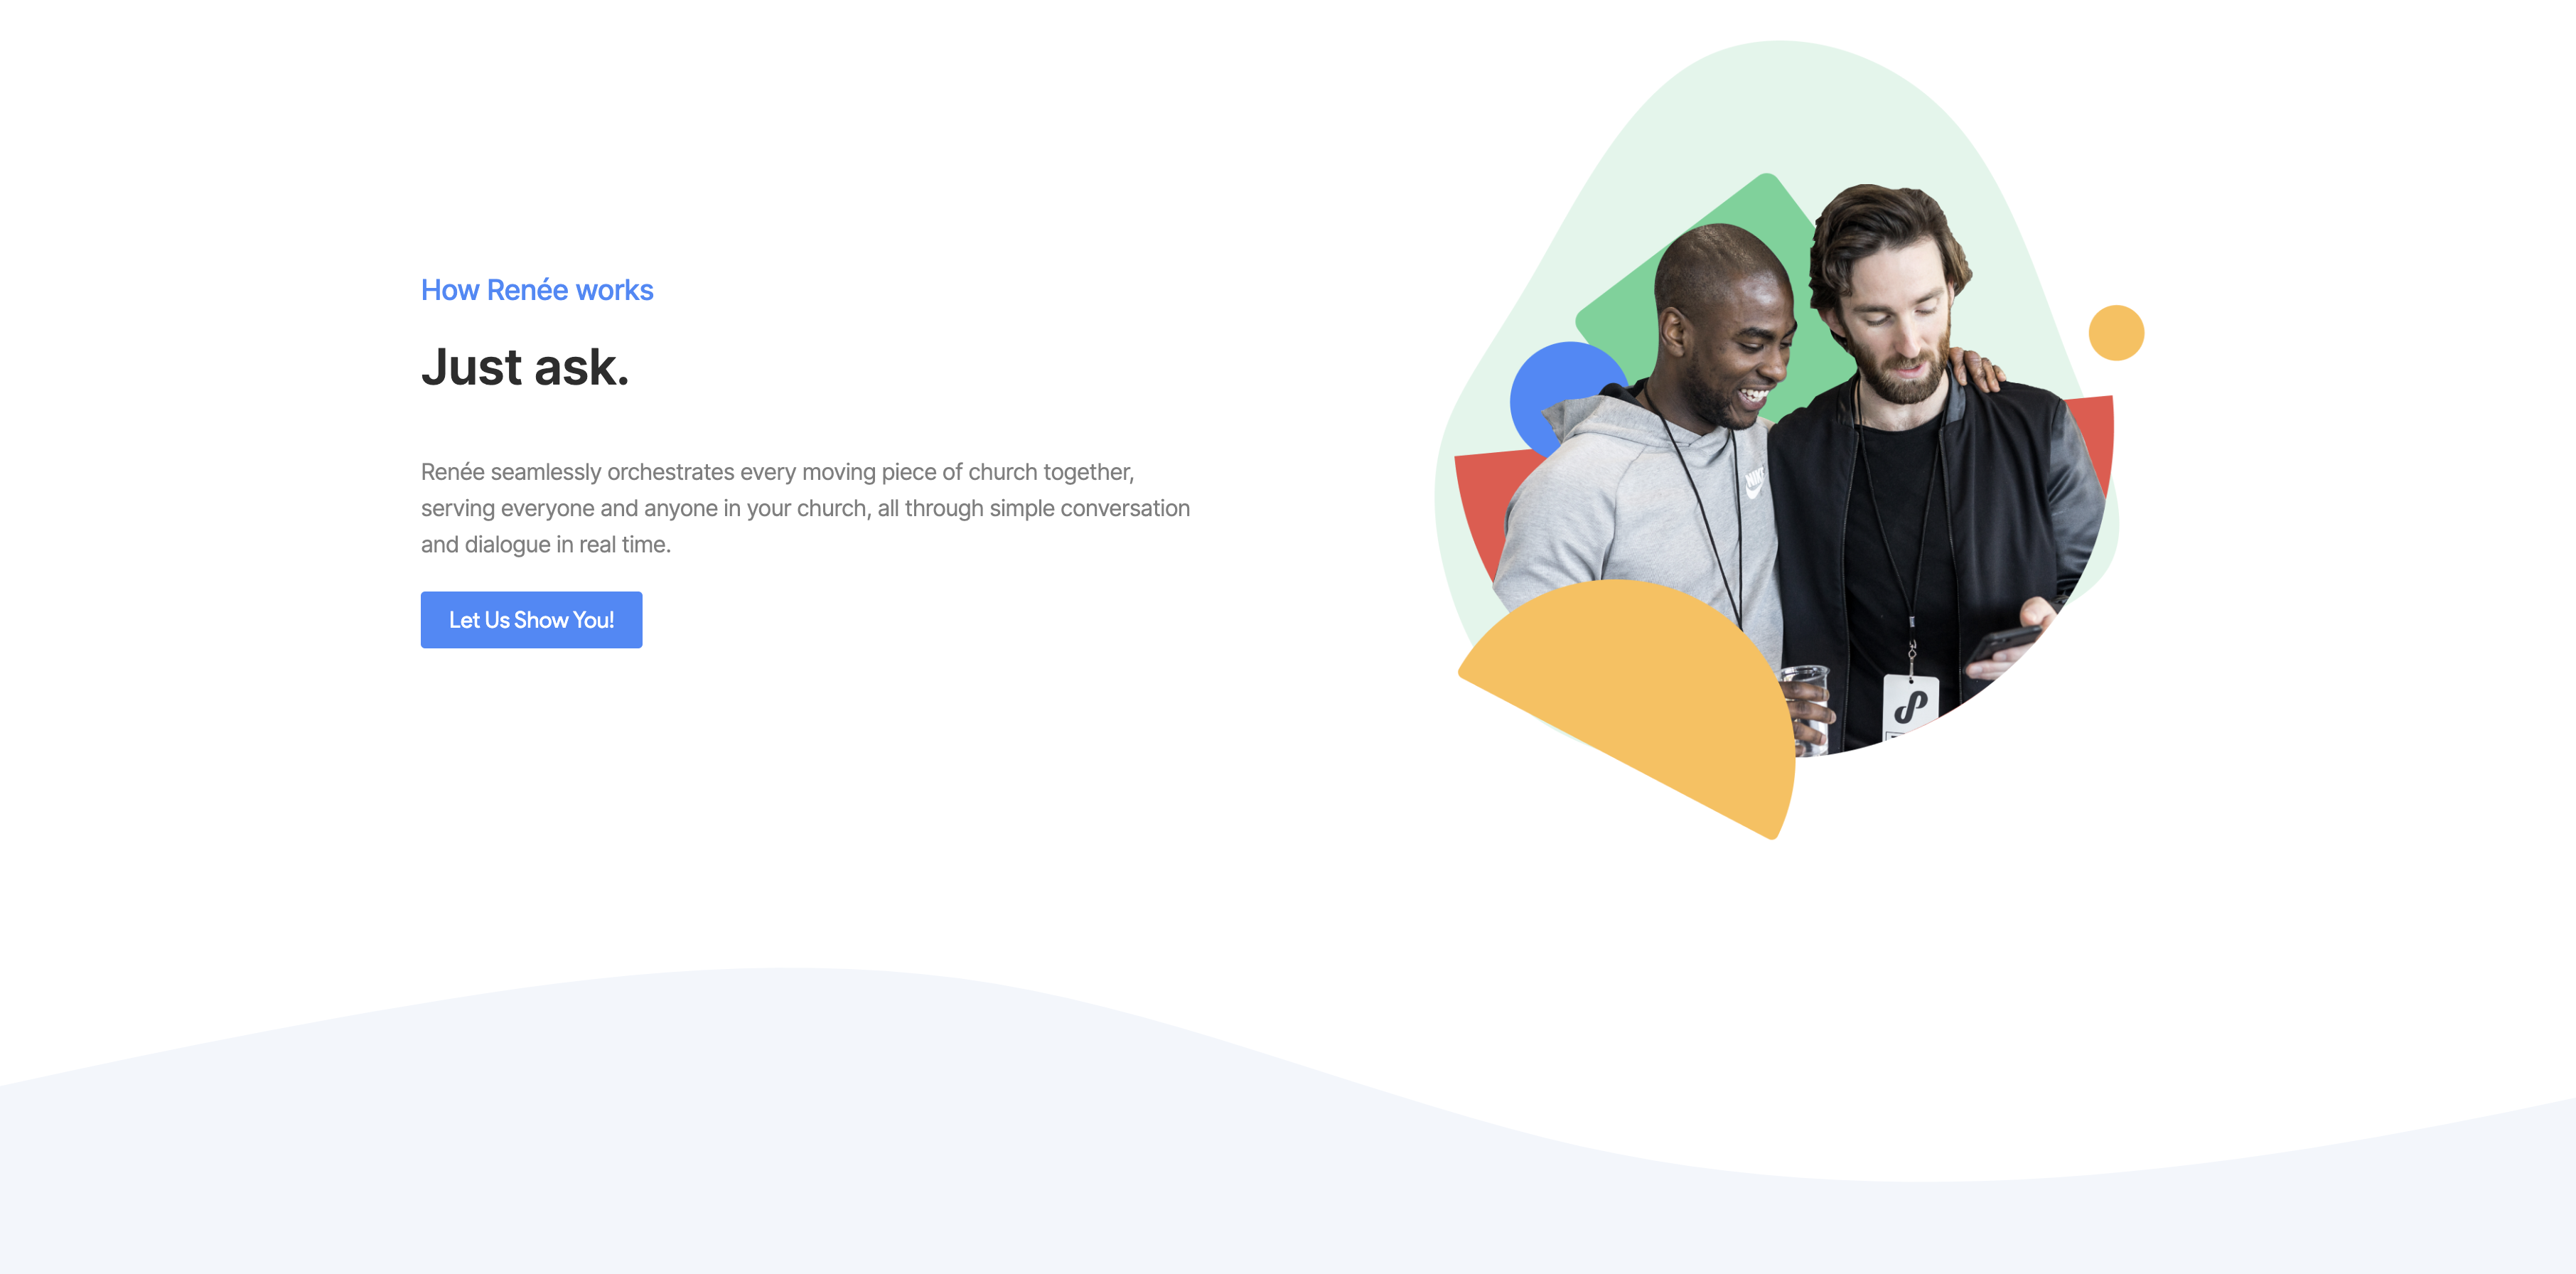 How Renée works
Just ask.
Renée seamlessly orchestrates every moving piece of church together,
serving everyone and anyone in your church, all through simple conversation
and dialogue in real time.
Let Us Show You!
NIKE